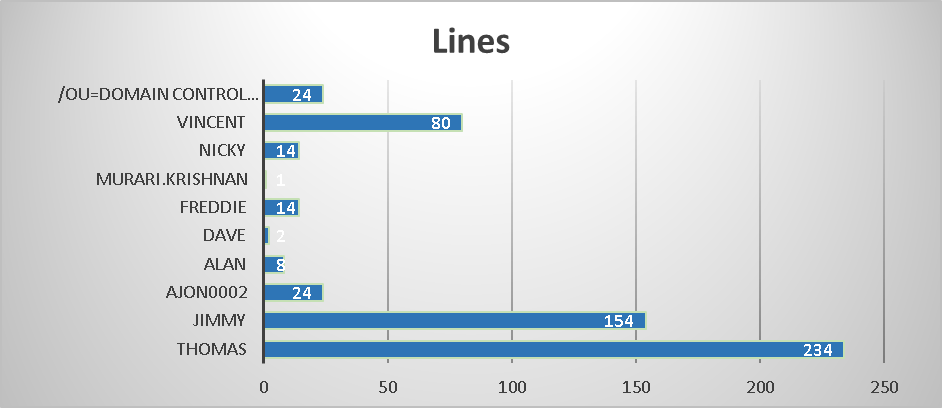 Lines
/OU=DOMAIN CONTROL... 24
VINCENT 80
NICKY 14
MURARI.KRISHNAN 1
FREDDIE 14
DAVE 2
ALAN 8
AJON0002 24
JIMMY 154
THOMAS 234
0 50 100 150 200 250